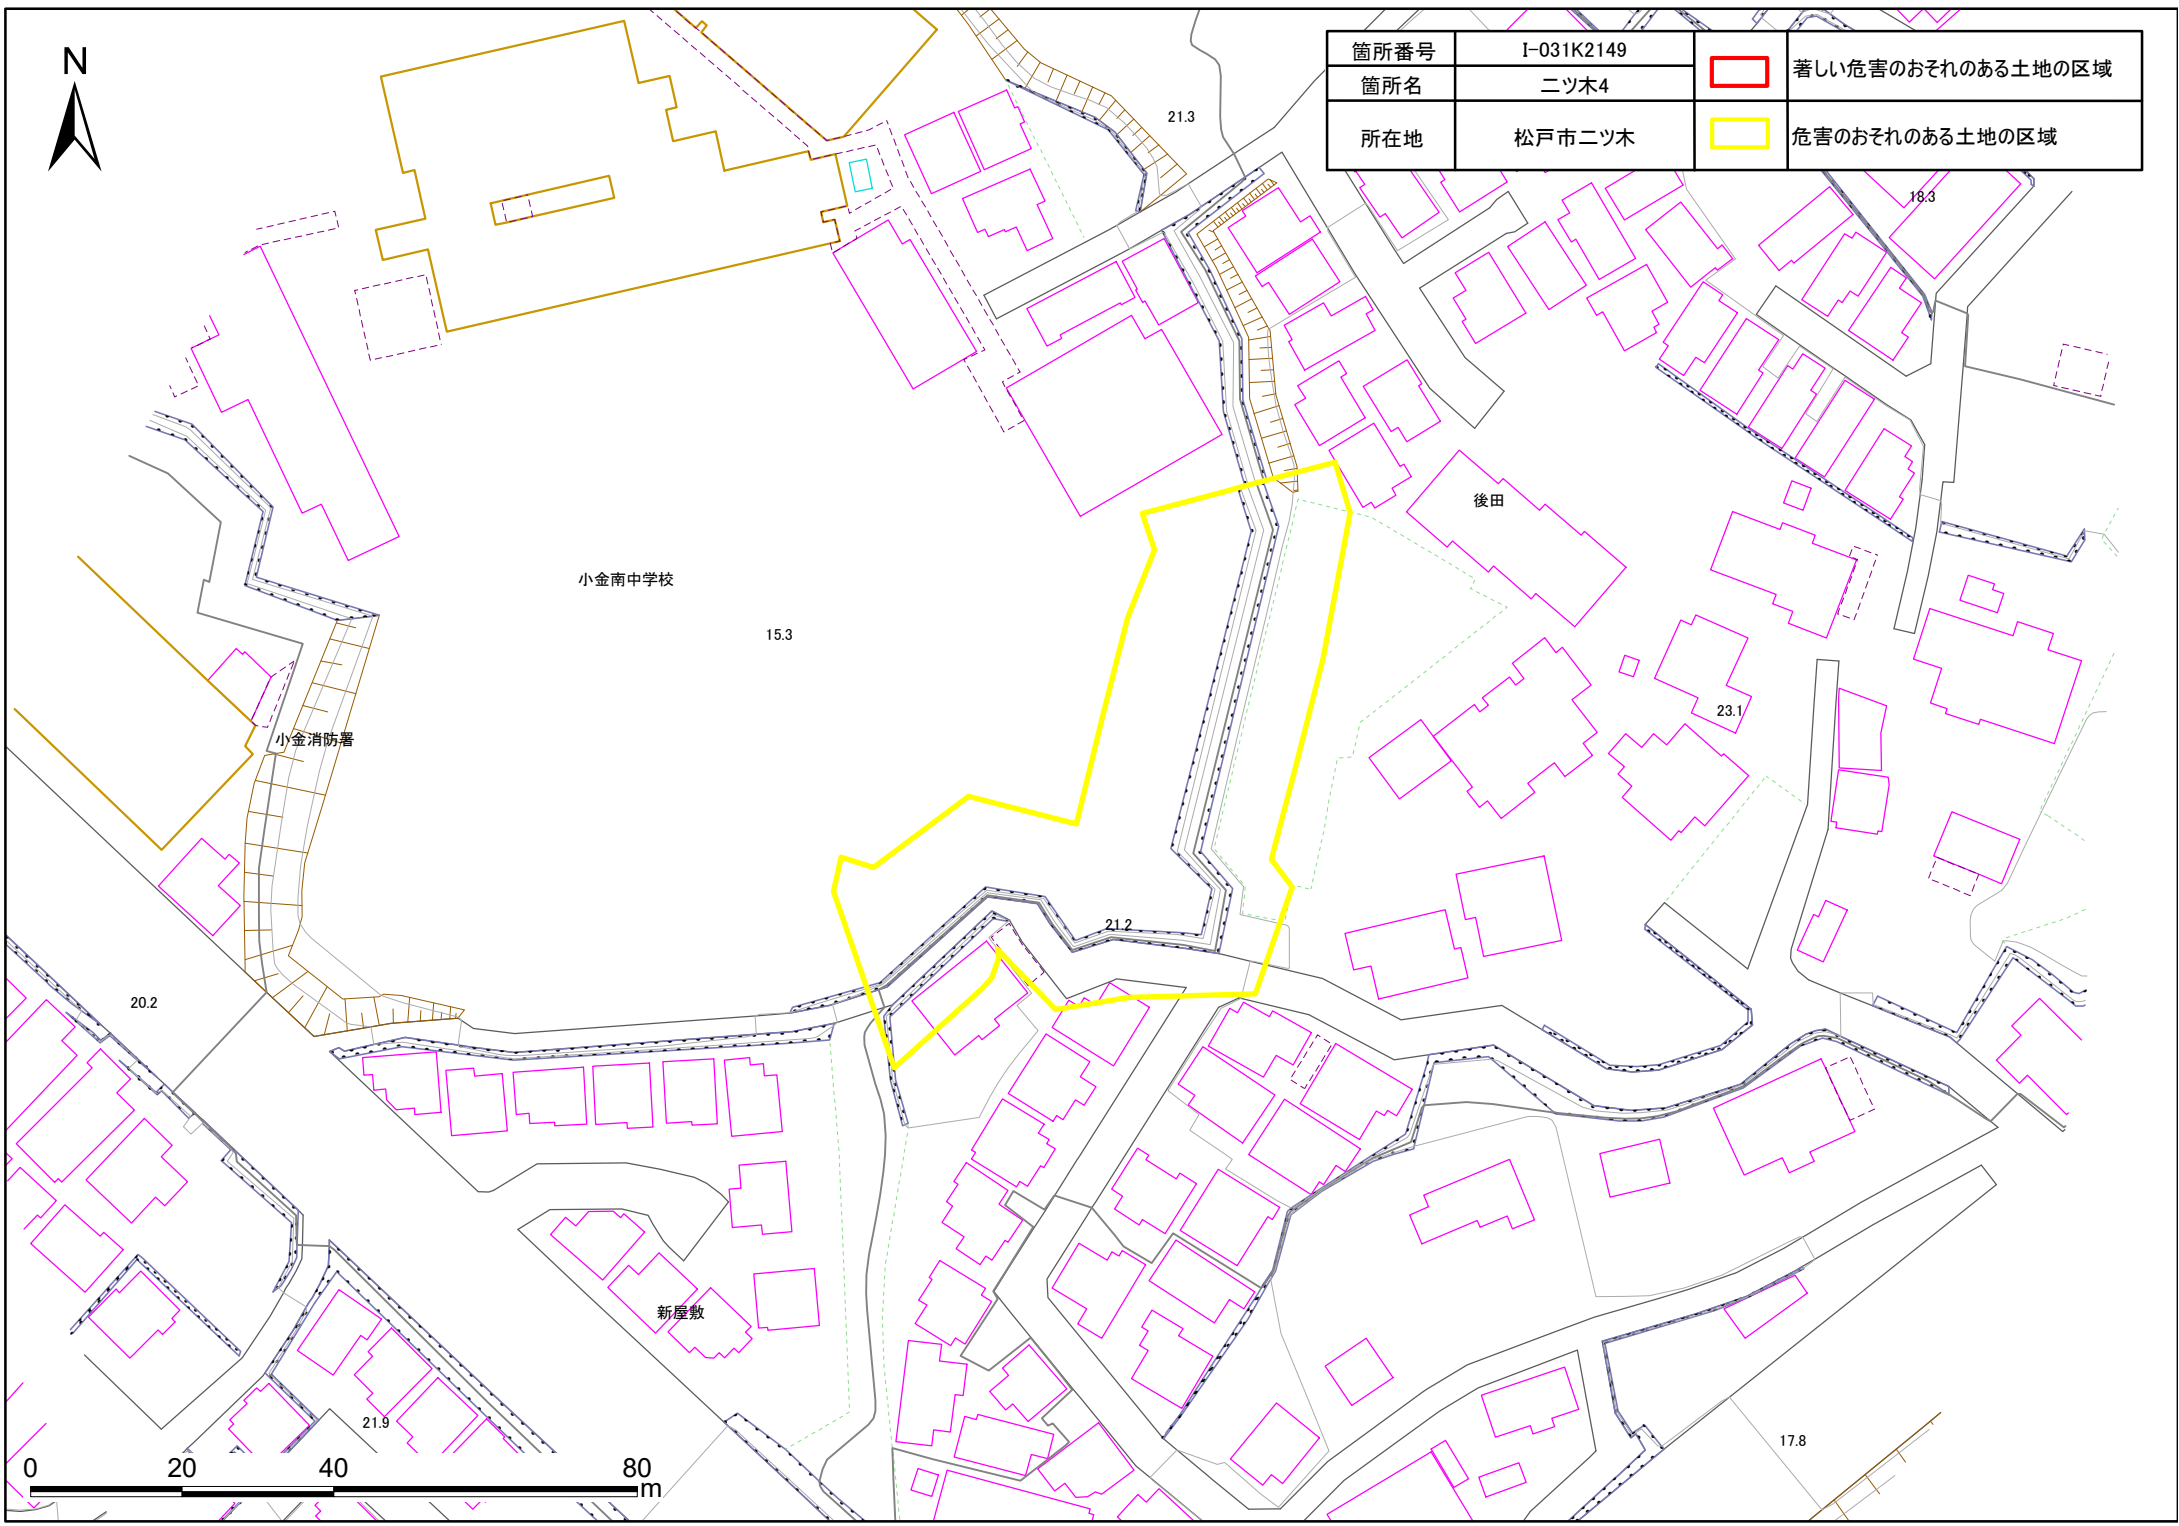 N
箇所番号 I-031K2149
箇所名 二ツ木4
所在地 松戸市二ツ木
著しい危害のおそれのある土地の区域
危害のおそれのある土地の区域
21.3
18.3
後田
小金南中学校
15.3
23.1
小金消防署
21.2
20.2
新屋敷
21.9
17.8
0 20 40 80
m